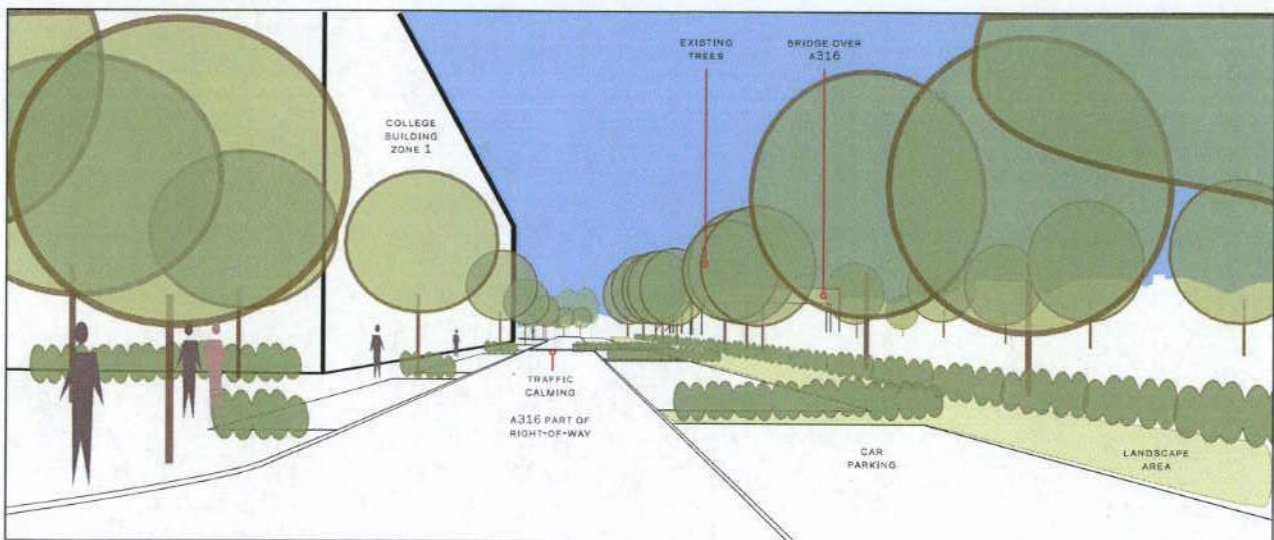 EXISTING
TREES
BRIDGE OVER
A316
COLLEGE
BUILDING
ZONE 1
TRAFFIC
CALMING
A316 PART OF
RIGHT-OF-WAY
CAR
PARKING
LANDSCAPE
AREA